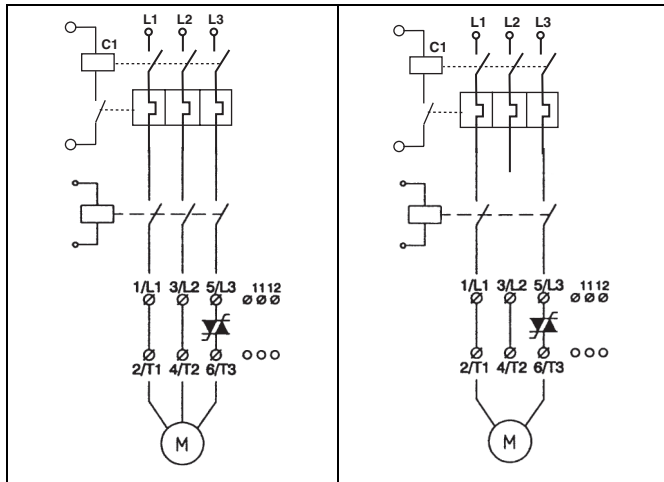 L1 L2 L3
C1
1/L1 3/L2 5/L3 11 12
2/T1 4/T2 6/T3
M
L1 L2 L3
C1
1/L1 3/L2 5/L3 11 12
2/T1 4/T2 6/T3
M